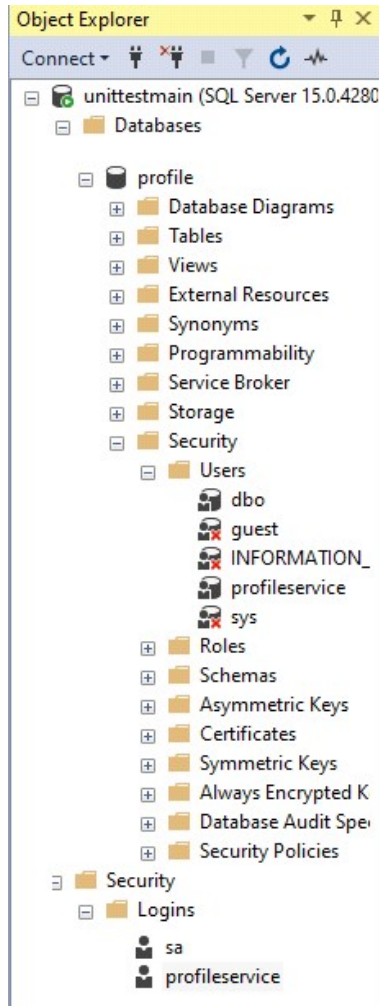 Object Explorer
Connect
unittestmain (SQL Server 15.0.4280
Databases
profile
Database Diagrams
Tables
Views
External Resources
Synonyms
Programmability
Service Broker
Storage
Security
Users
dbo
guest
INFORMATION_
profileservice
sys
Roles
Schemas
Asymmetric Keys
Certificates
Symmetric Keys
Always Encrypted K
Database Audit Spe
Security Policies
Security
Logins
sa
profileservice